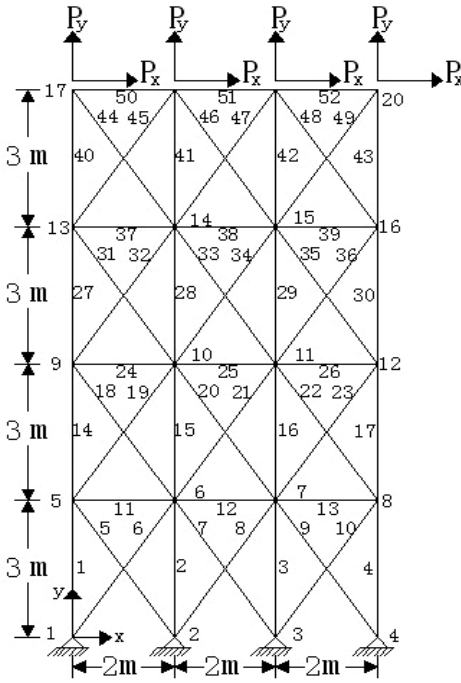 Py Py Py Py
Px Px Px Px
17 50 51 52 20
44 45 46 47 48 49
3 m 40 41 42 43
13 14 15 16
37 38 39
31 32 33 34 35 36
3 m 27 28 29 30
9 10 11 12
24 25 26
18 19 20 21 22 23
3 m 14 15 16 17
5 6 7 8
11 12 13
5 6 7 8 9 10
3 m 1 2 3 4
y
1 x 2 3 4
2m 2m 2m